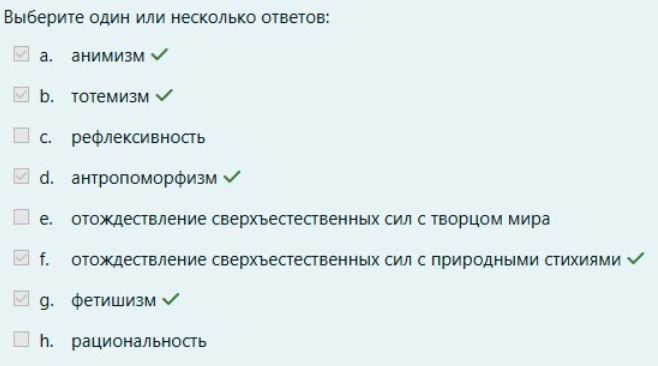 Выберите один или несколько ответов:
a. анимизм
b. тотемизм
c. рефлексивность
d. антропоморфизм
e. отождествление сверхъестественных сил с творцом мира
f. отождествление сверхъестественных сил с природными стихиями
g. фетишизм
h. рациональность